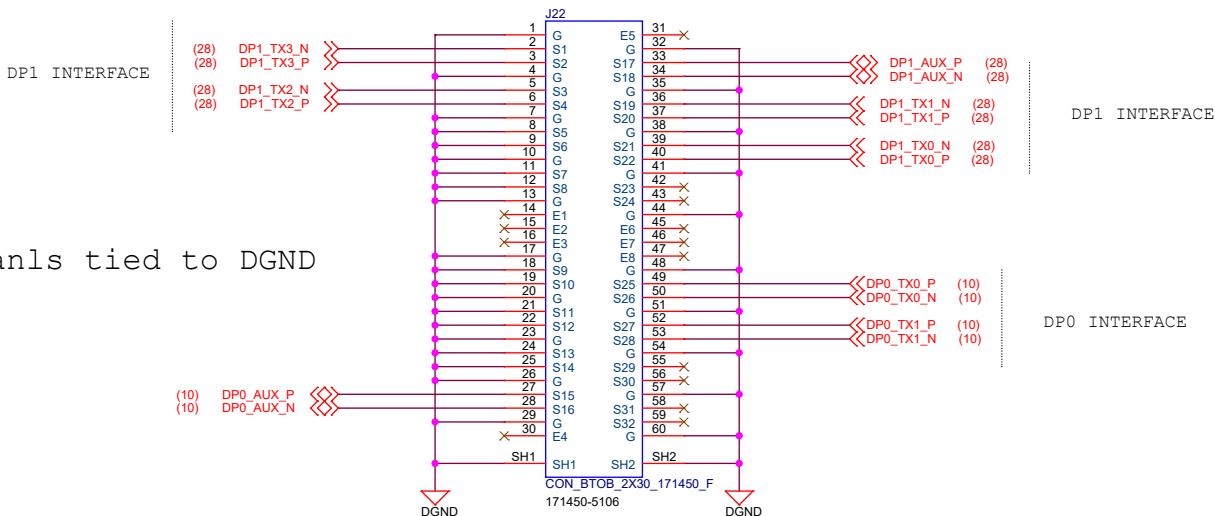 J22
1 G E5 31
2 S1 G 32
(28) DP1_TX3_N
3 S2 S17 33
(28) DP1_TX3_P
DP1_AUX_P (28)
4 G S18 34
DP1_AUX_N (28)
DP1 INTERFACE
5 S3 G 35
(28) DP1_TX2_N
6 S4 S19 36
(28) DP1_TX2_P
DP1_TX1_N (28)
7 G S20 37
DP1_TX1_P (28)
DP1 INTERFACE
8 S5 G 38
9 S6 S21 39
DP1_TX0_N (28)
10 G S22 40
DP1_TX0_P (28)
11 S7 G 41
12 S8 S23 42
13 G S24 43
14 E1 G 44
15 E2 E6 45
16 E3 E7 46
17 G E8 47
anls tied to DGND
18 S9 G 48
19 S10 S25 49
DP0_TX0_P (10)
20 G S26 50
DP0_TX0_N (10)
21 S11 G 51
22 S12 S27 52
DP0_TX1_P (10)
DP0 INTERFACE
23 G S28 53
DP0_TX1_N (10)
24 S13 G 54
25 S14 S29 55
26 G S30 56
27 S15 G 57
(10) DP0_AUX_P
28 S16 S31 58
(10) DP0_AUX_N
29 G S32 59
30 E4 G 60
SH1 SH1 SH2 SH2
CON_BTOB_2X30_171450_F
171450-5106
DGND DGND